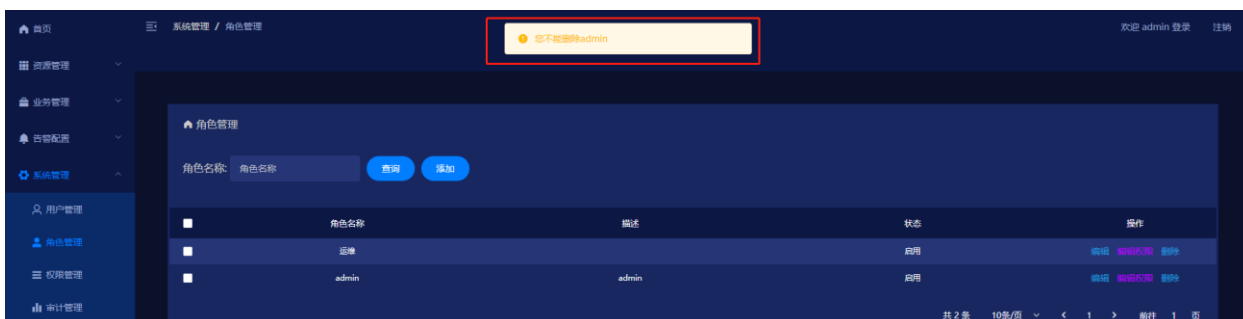 首页
系统管理 / 角色管理
您不能删除admin
欢迎 admin 登录 注销
资源管理
业务管理
告警配置
系统管理
用户管理
角色管理
权限管理
审计管理
角色管理
角色名称: 角色名称 查询 添加
角色名称 描述 状态 操作
运维 启用 编辑 编辑权限 删除
admin admin 启用 编辑 编辑权限 删除
共 2 条 10条/页 1 前往 1 页